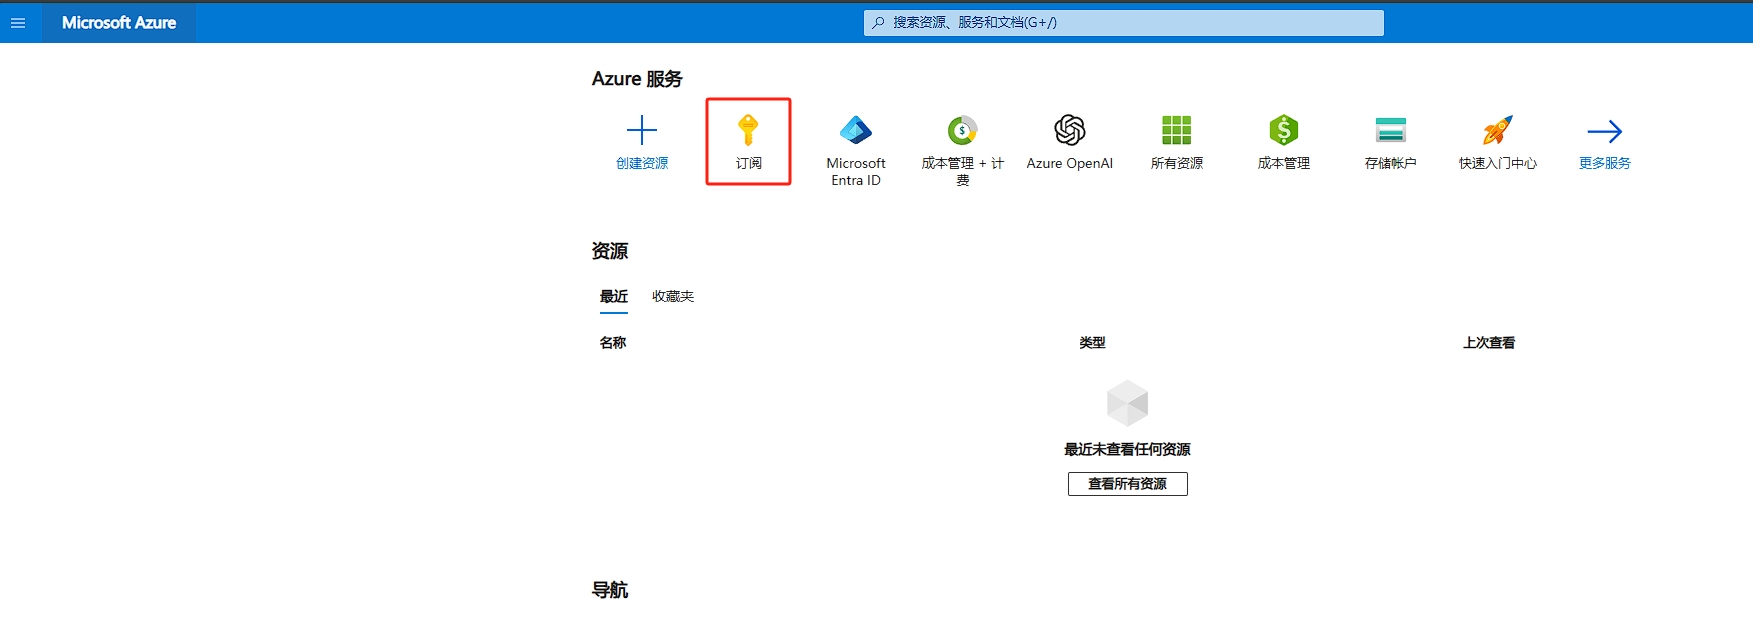 Microsoft Azure
搜索资源、服务和文档(G+/)
Azure 服务
创建资源
订阅
Microsoft
Entra ID
成本管理 + 计
费
Azure OpenAI
所有资源
成本管理
存储帐户
快速入门中心
更多服务
资源
最近
收藏夹
名称
类型
上次查看
最近未查看任何资源
查看所有资源
导航